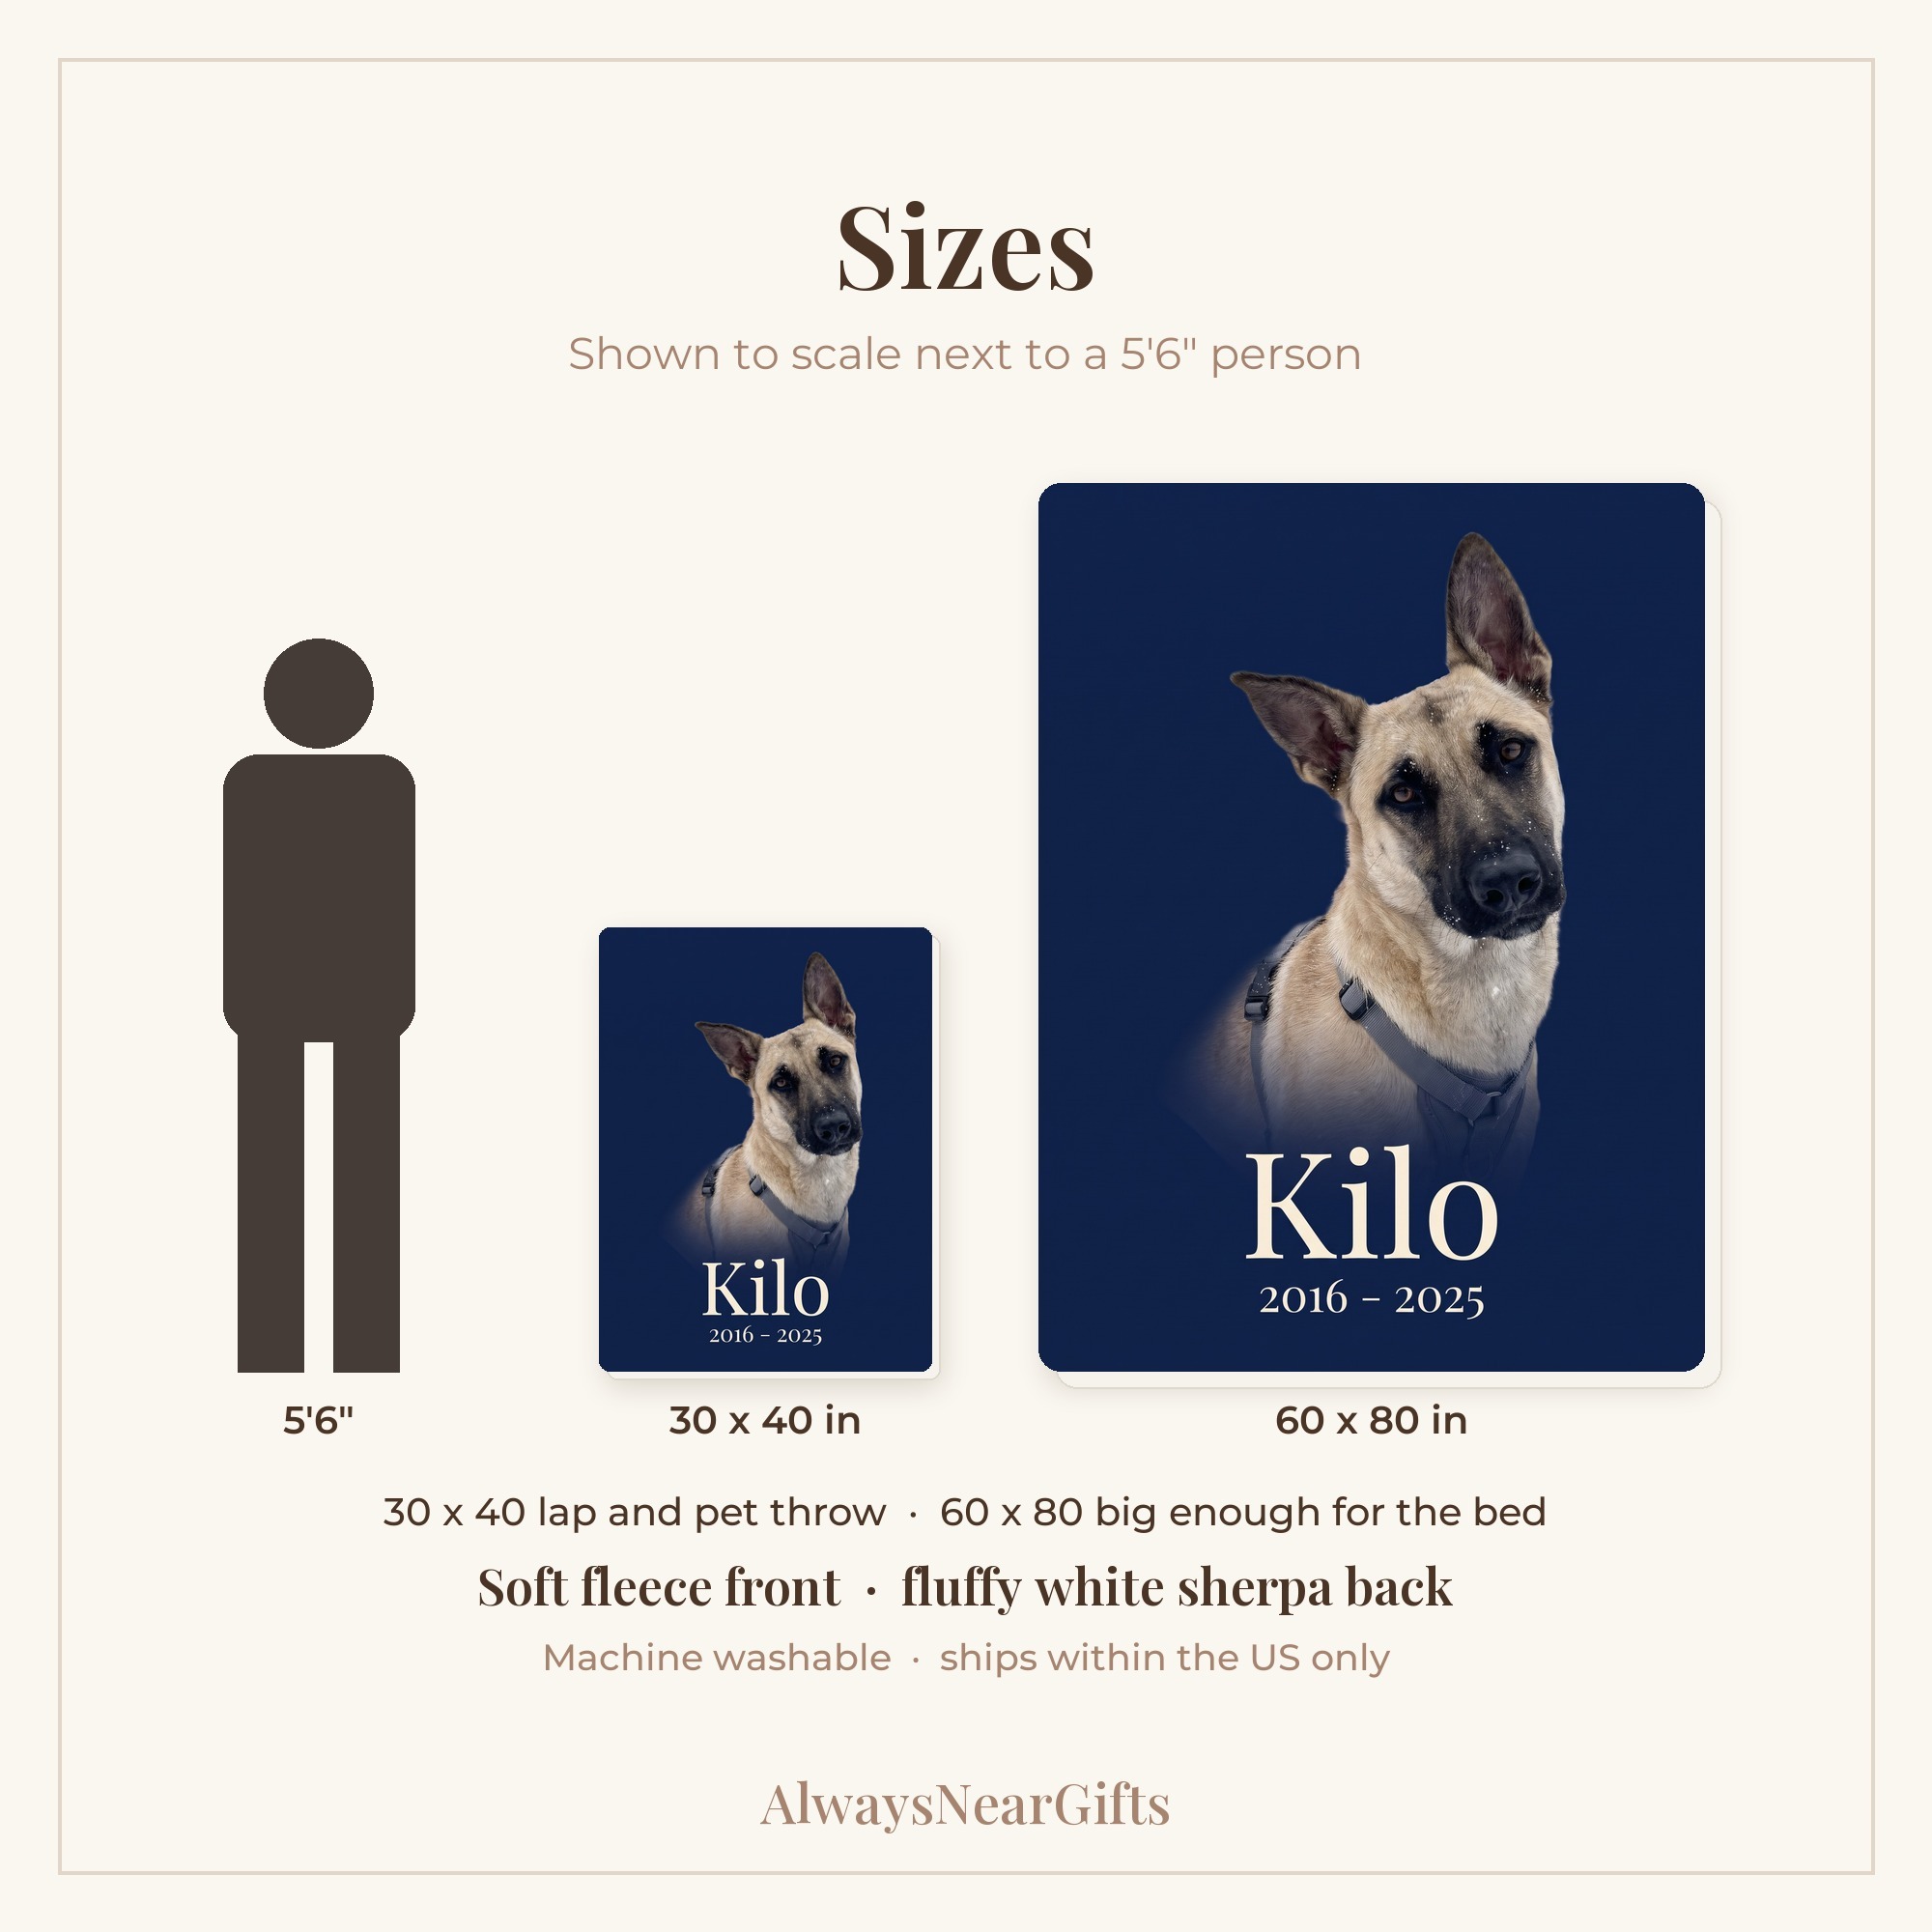 Sizes
Shown to scale next to a 5'6" person
Kilo
2016 – 2025
Kilo
2016 – 2025
5'6"
30 x 40 in
60 x 80 in
30 x 40 lap and pet throw · 60 x 80 big enough for the bed
Soft fleece front · fluffy white sherpa back
Machine washable · ships within the US only
AlwaysNearGifts